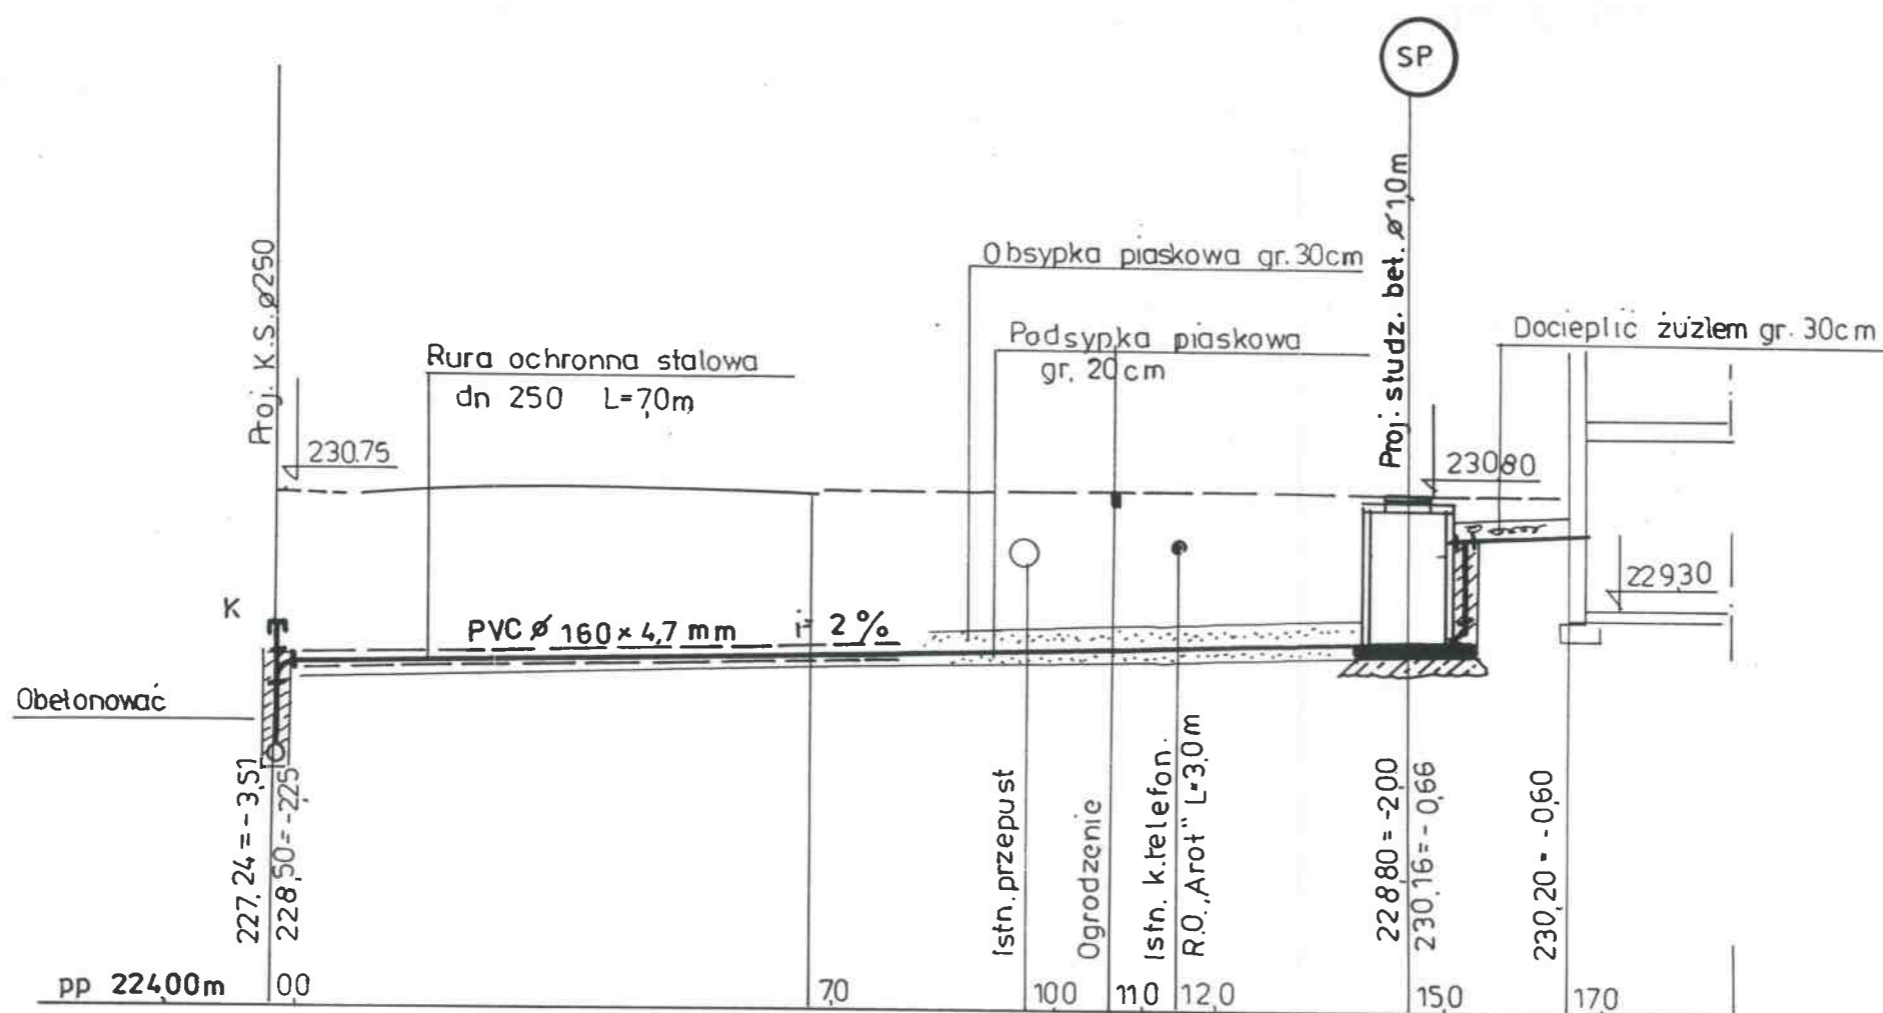 SP
Proj. K.S. ø250
Proj. studz. bet. ø 1,0m
Obsypka piaskowa gr. 30cm
Podsypka piaskowa
gr. 20cm
Docieplic żużlem gr. 30cm
Rura ochronna stalowa
dn 250 L=7,0m
230.75
230,80
229,30
K
PVC ø 160 × 4,7 mm i= 2%
Obetonować
227,24 = -3,51
228,50 = -2,25
Istn. przepust
Ogrodzenie
Istn. k. telefon.
R.O. „Arot" L=3,0m
228,80 = -2,00
230,16 = -0,66
230,20 = -0,60
pp 224,00m 0,0 7,0 10,0 11,0 12,0 15,0 17,0